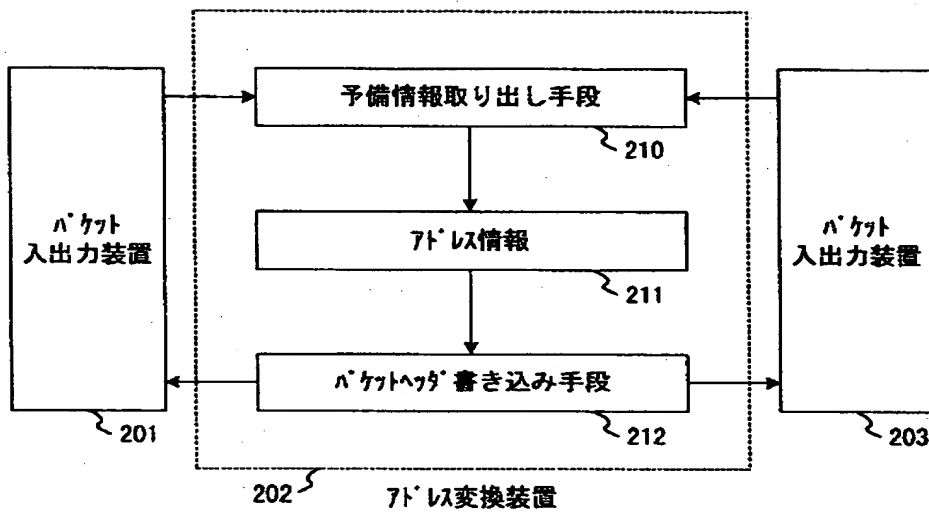 予備情報取り出し手段
210
パケット
入出力装置
アドレス情報
211
パケット
入出力装置
パケットヘッダ書き込み手段
201
212
203
202
アドレス変換装置